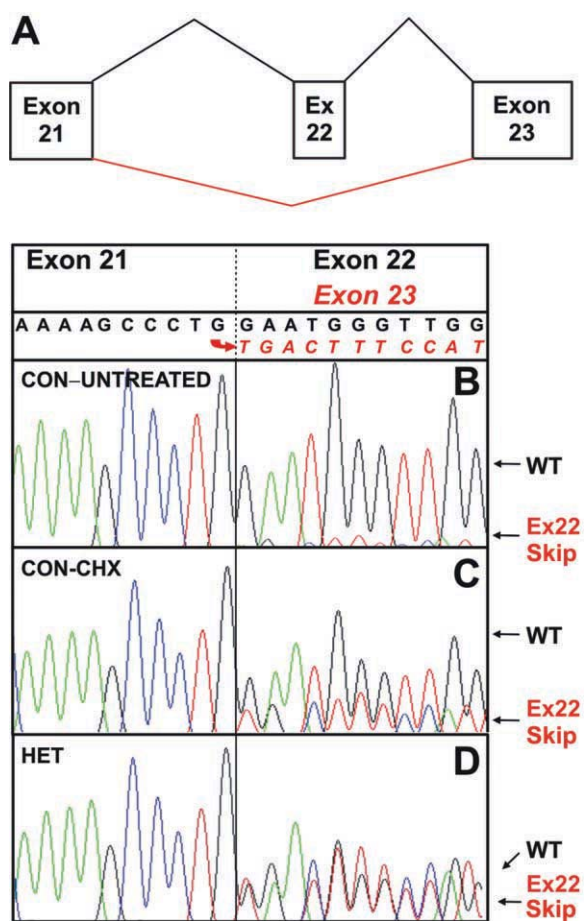 A
Exon 21
Ex 22
Exon 23
Exon 21 Exon 22
Exon 23
A A A A G C C C T G G A A T G G G T T G G
T G A C T T T C C A T
CON–UNTREATED B
WT
Ex22 Skip
CON-CHX C
WT
Ex22 Skip
HET D
WT
Ex22 Skip